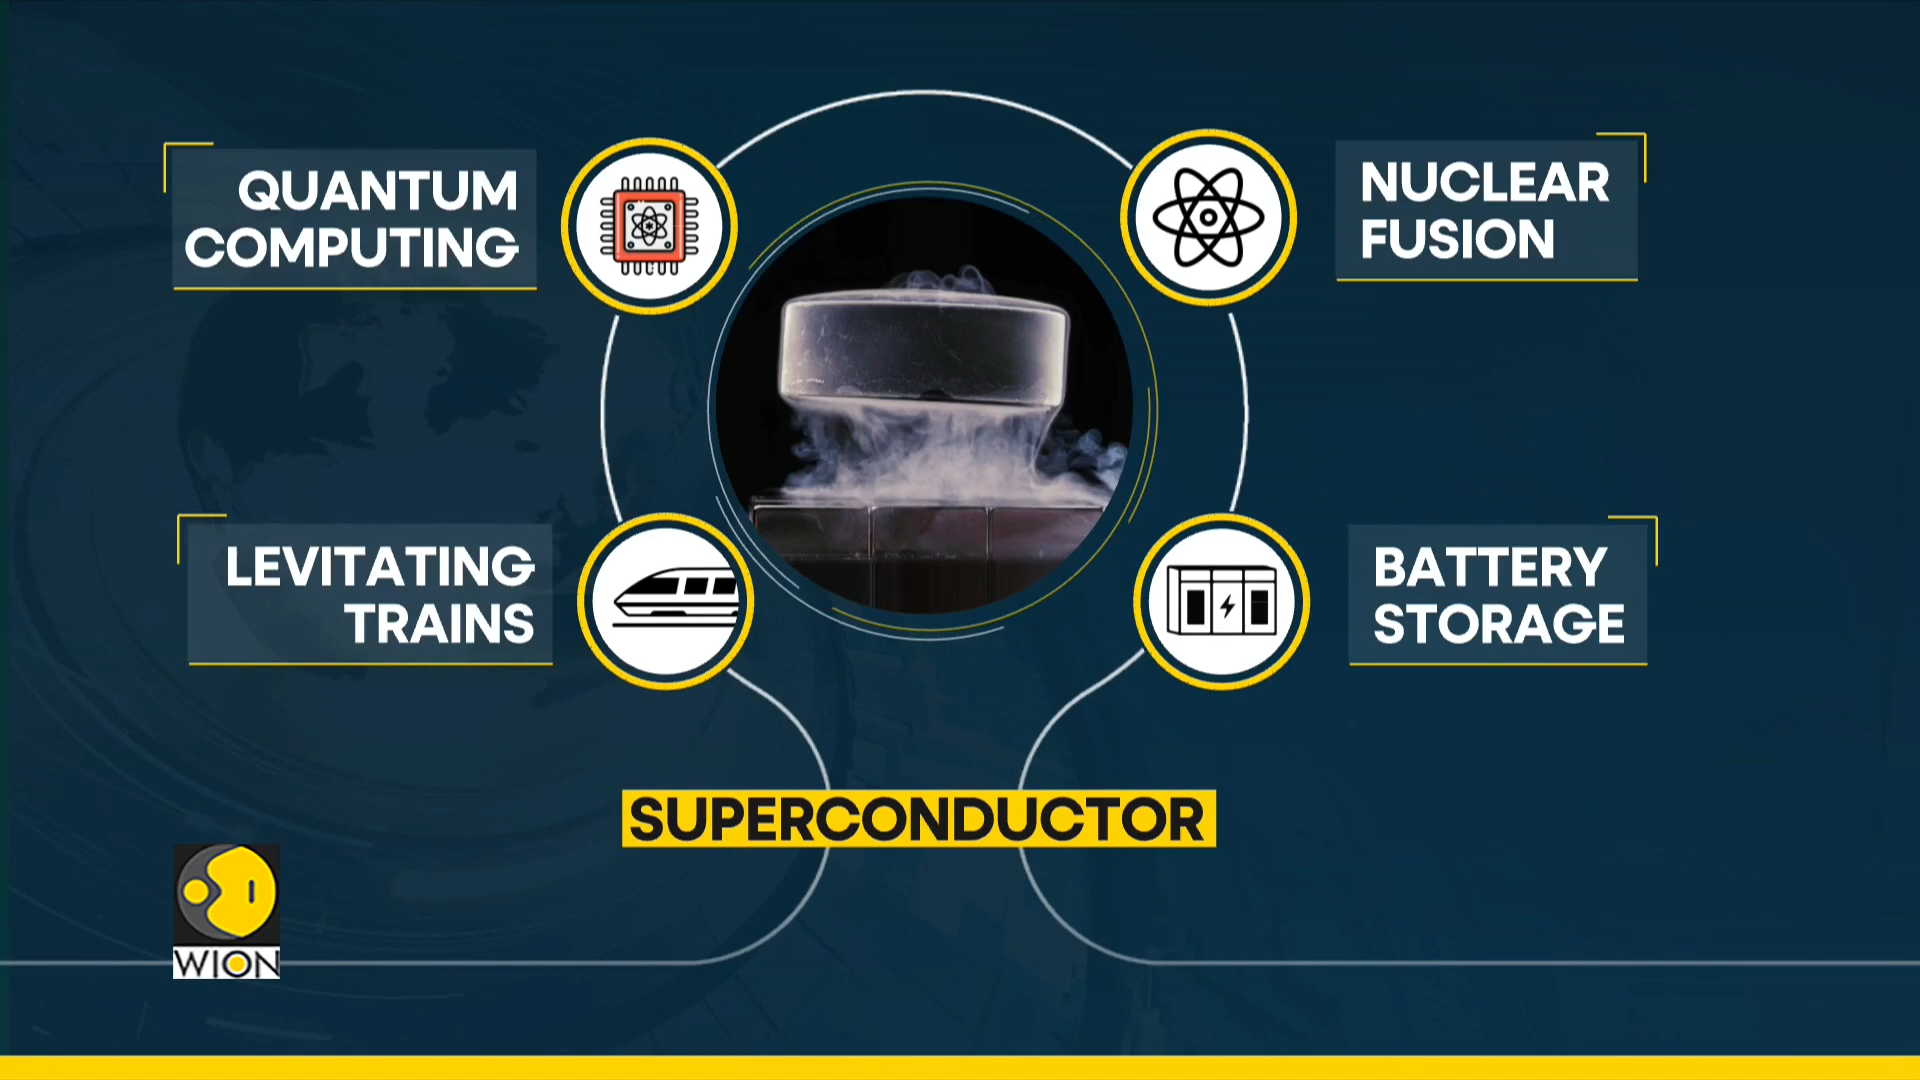 QUANTUM
COMPUTING
NUCLEAR
FUSION
LEVITATING
TRAINS
BATTERY
STORAGE
SUPERCONDUCTOR
WION